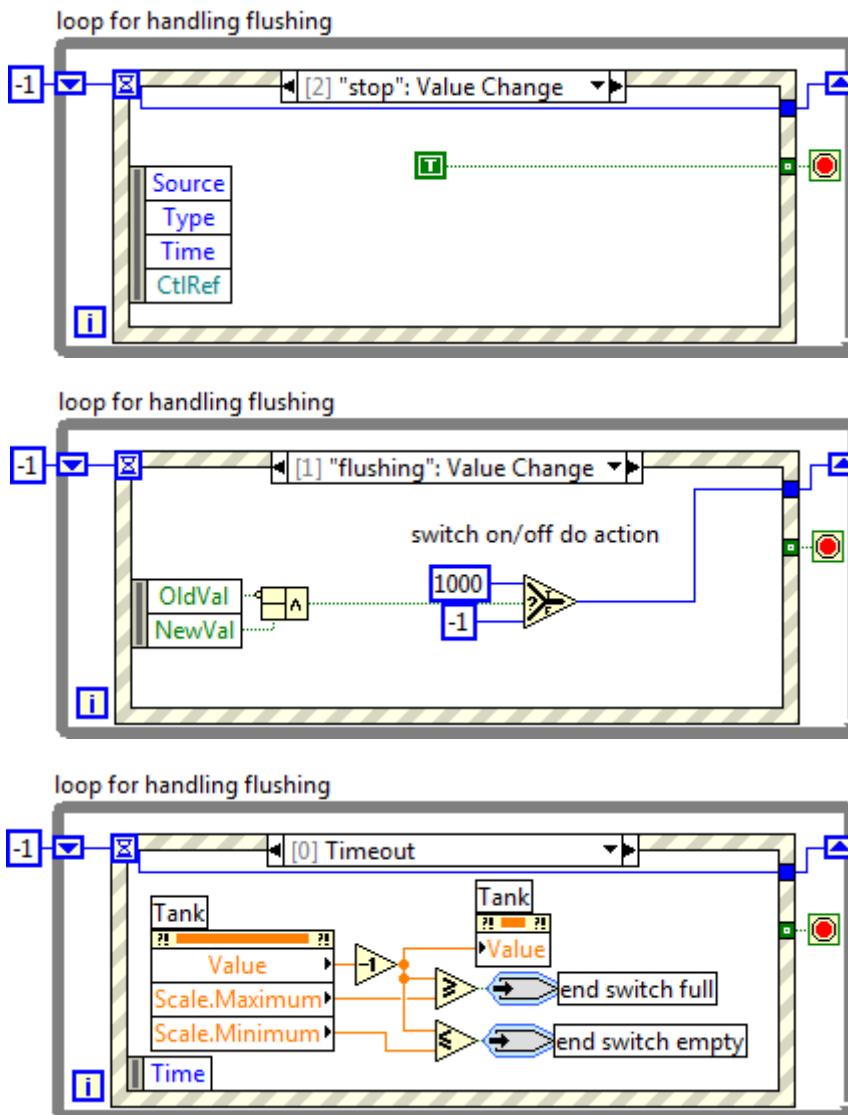 loop for handling flushing
-1
[2] "stop": Value Change
T
Source
Type
Time
CtlRef
i
loop for handling flushing
-1
[1] "flushing": Value Change
switch on/off do action
OldVal
NewVal
∧
1000
-1
?
T
F
i
loop for handling flushing
-1
[0] Timeout
Tank
?! ?!
Value
Scale.Maximum
Scale.Minimum
-1
Tank
?! ?!
Value
≥
end switch full
≤
end switch empty
Time
i